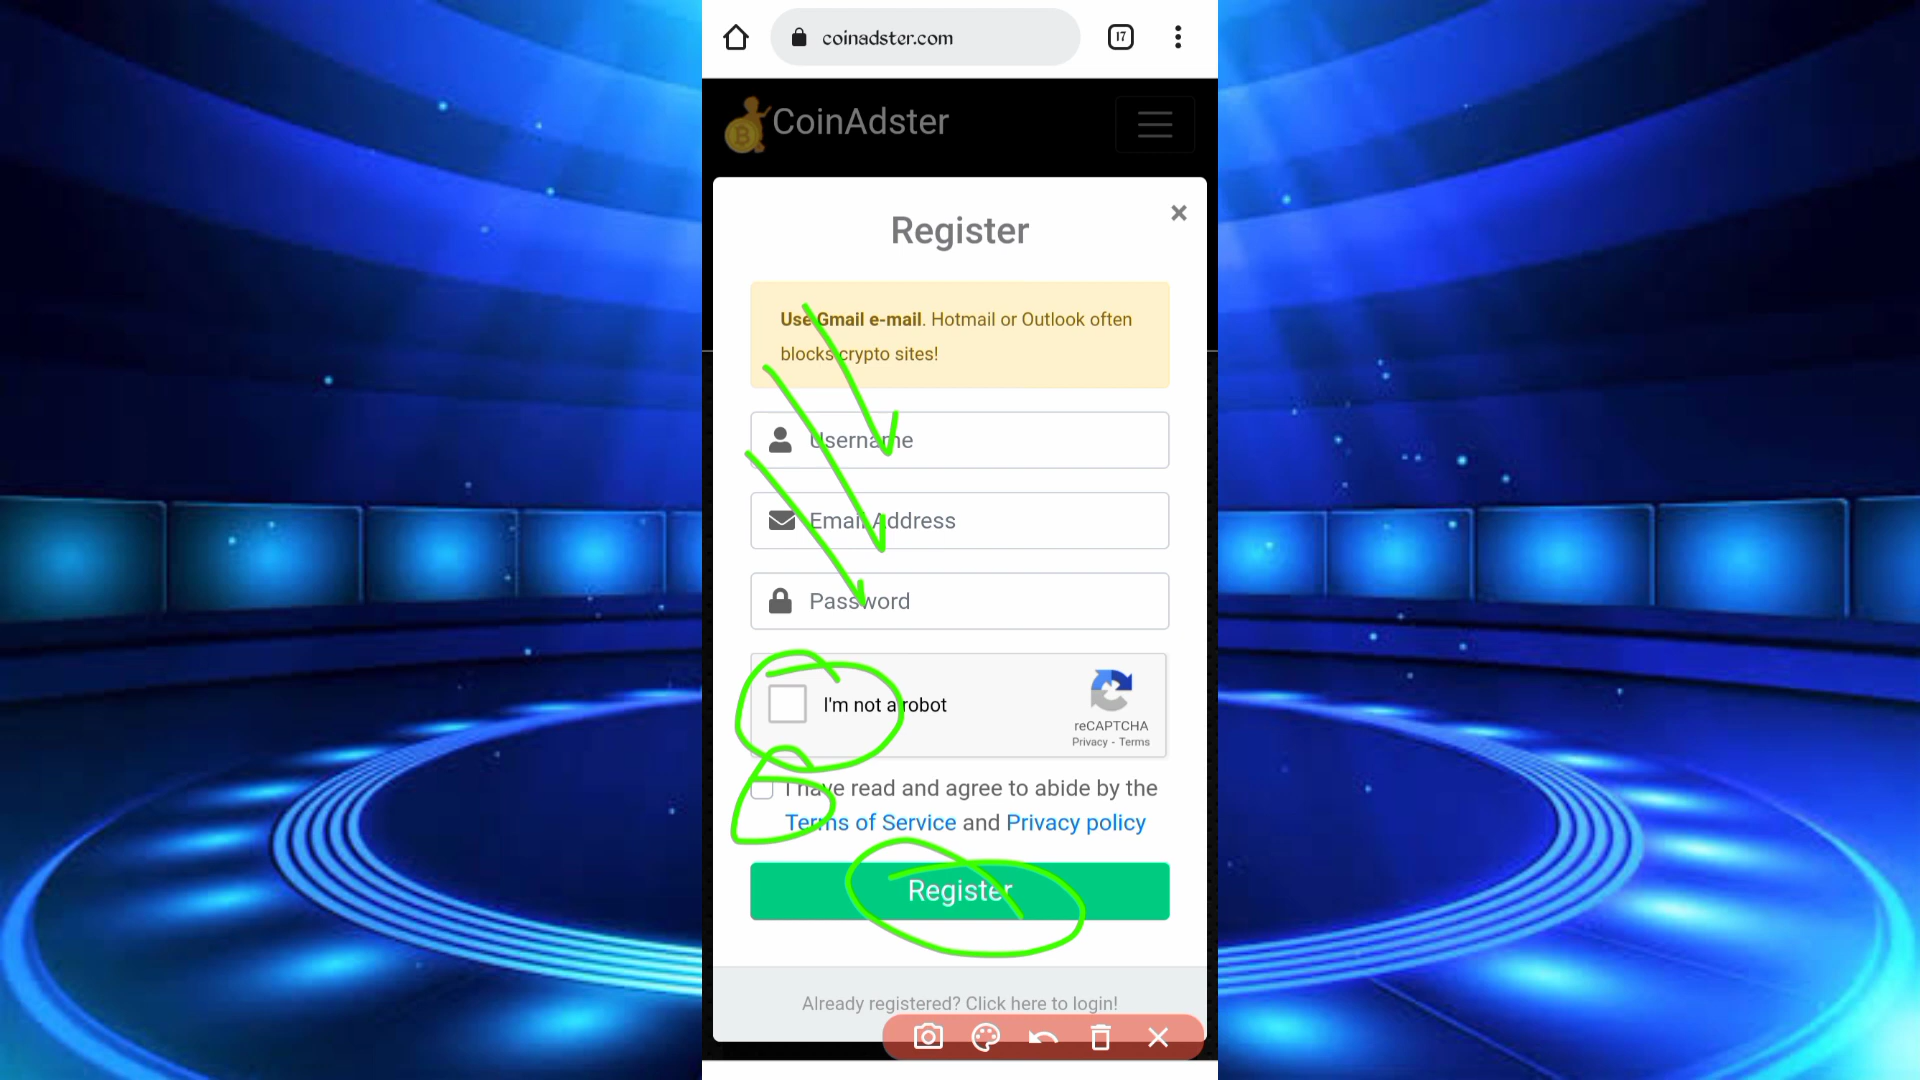 coinadster.com
17
CoinAdster
Register
Use Gmail e-mail. Hotmail or Outlook often
blocks crypto sites!
Username
Email Address
Password
I'm not a robot
reCAPTCHA
Privacy - Terms
I have read and agree to abide by the
Terms of Service and Privacy policy
Register
Already registered? Click here to login!